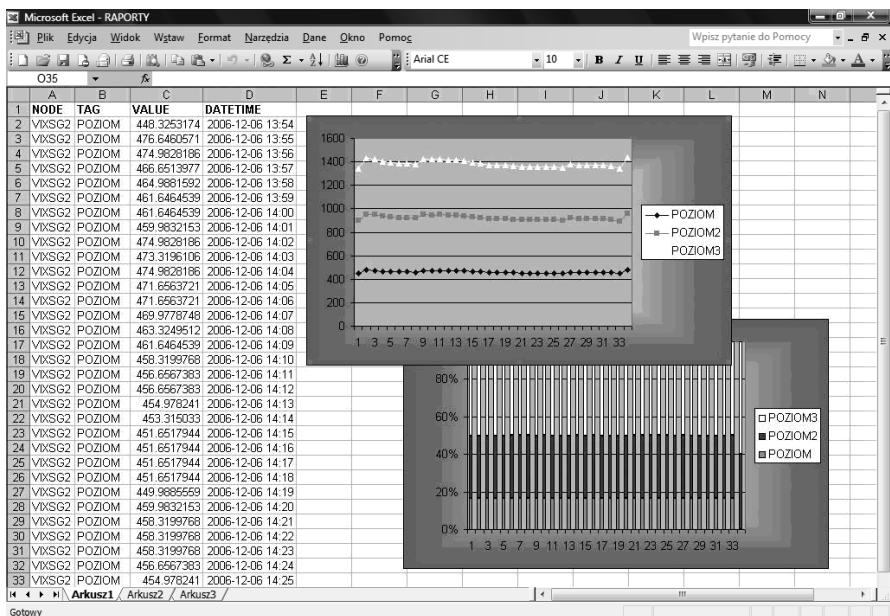 Microsoft Excel - RAPORTY
Plik Edycja Widok Wstaw Format Narzędzia Dane Okno Pomoc Wpisz pytanie do Pomocy
Arial CE 10 B I U
O35 fx
A B C D E F G H I J K L M N
1 NODE TAG VALUE DATETIME
2 VIXSG2 POZIOM 448.3253174 2006-12-06 13:54
3 VIXSG2 POZIOM 476.6460571 2006-12-06 13:55
4 VIXSG2 POZIOM 474.9828186 2006-12-06 13:56
5 VIXSG2 POZIOM 466.6513977 2006-12-06 13:57
6 VIXSG2 POZIOM 464.9881592 2006-12-06 13:58
7 VIXSG2 POZIOM 461.6464539 2006-12-06 13:59
8 VIXSG2 POZIOM 461.6464539 2006-12-06 14:00
9 VIXSG2 POZIOM 459.9832153 2006-12-06 14:01
10 VIXSG2 POZIOM 474.9828186 2006-12-06 14:02
11 VIXSG2 POZIOM 473.3196106 2006-12-06 14:03
12 VIXSG2 POZIOM 474.9828186 2006-12-06 14:04
13 VIXSG2 POZIOM 471.6563721 2006-12-06 14:05
14 VIXSG2 POZIOM 471.6563721 2006-12-06 14:06
15 VIXSG2 POZIOM 469.9778748 2006-12-06 14:07
16 VIXSG2 POZIOM 463.3249512 2006-12-06 14:08
17 VIXSG2 POZIOM 461.6464539 2006-12-06 14:09
18 VIXSG2 POZIOM 458.3199768 2006-12-06 14:10
19 VIXSG2 POZIOM 456.6567383 2006-12-06 14:11
20 VIXSG2 POZIOM 456.6567383 2006-12-06 14:12
21 VIXSG2 POZIOM 454.978241 2006-12-06 14:13
22 VIXSG2 POZIOM 453.315033 2006-12-06 14:14
23 VIXSG2 POZIOM 451.6517944 2006-12-06 14:15
24 VIXSG2 POZIOM 451.6517944 2006-12-06 14:16
25 VIXSG2 POZIOM 451.6517944 2006-12-06 14:17
26 VIXSG2 POZIOM 451.6517944 2006-12-06 14:18
27 VIXSG2 POZIOM 449.9885559 2006-12-06 14:19
28 VIXSG2 POZIOM 459.9832153 2006-12-06 14:20
29 VIXSG2 POZIOM 458.3199768 2006-12-06 14:21
30 VIXSG2 POZIOM 458.3199768 2006-12-06 14:22
31 VIXSG2 POZIOM 458.3199768 2006-12-06 14:23
32 VIXSG2 POZIOM 456.6567383 2006-12-06 14:24
33 VIXSG2 POZIOM 454.978241 2006-12-06 14:25
1600
1400
1200
1000
800
600
400
200
0
1 3 5 7 9 11 13 15 17 19 21 23 25 27 29 31 33
POZIOM
POZIOM2
POZIOM3
80%
60%
40%
20%
0%
1 3 5 7 9 11 13 15 17 19 21 23 25 27 29 31 33
POZIOM3
POZIOM2
POZIOM
Arkusz1 Arkusz2 Arkusz3
Gotowy